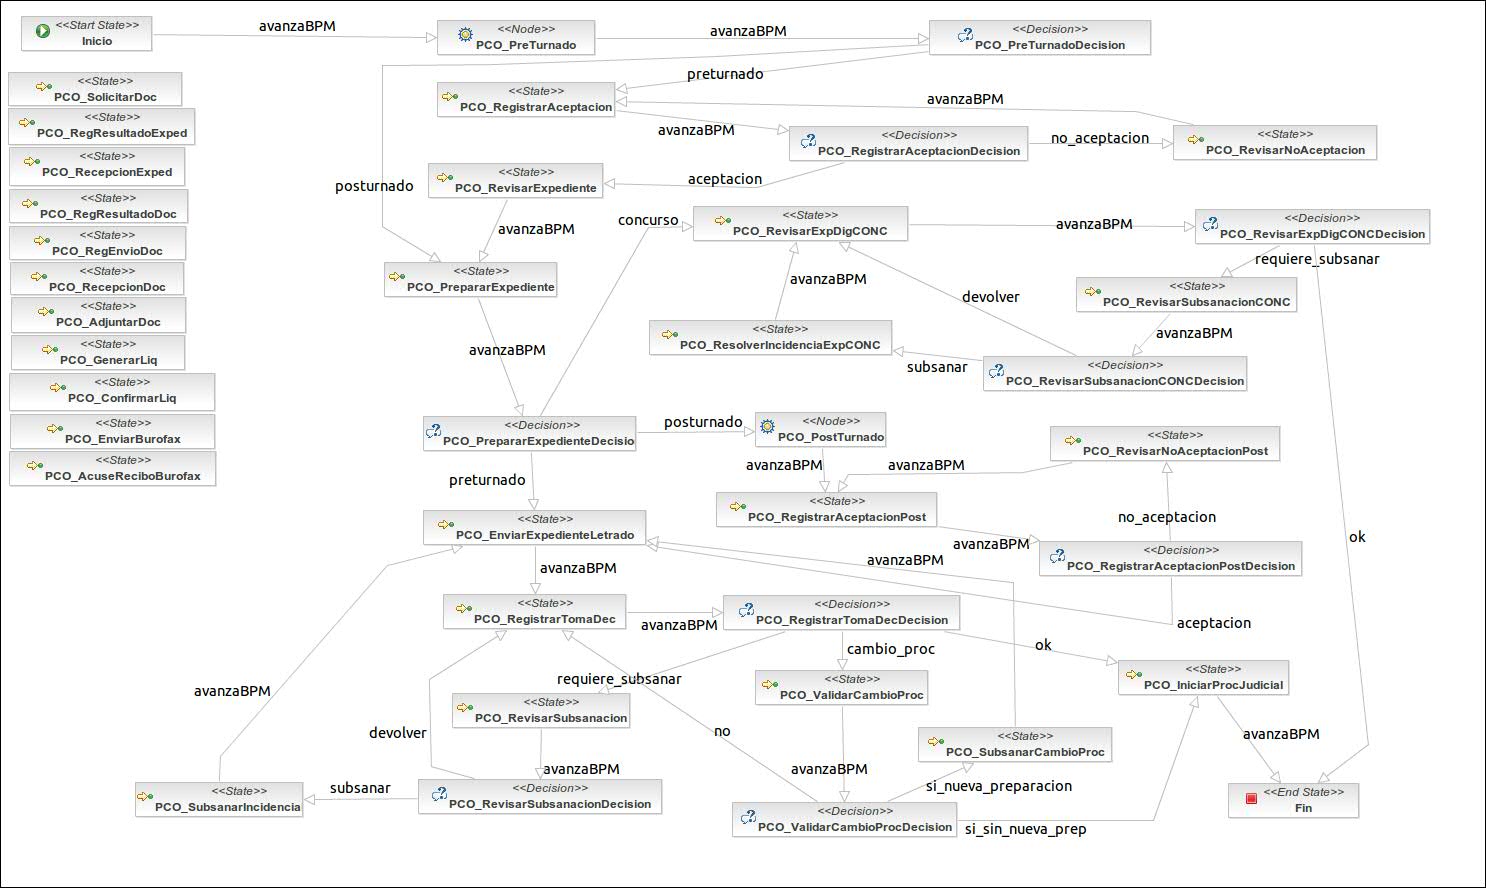 <<Start State>>
Inicio
avanzaBPM
<<Node>>
PCO_PreTurnado
avanzaBPM
<<Decision>>
PCO_PreTurnadoDecision
<<State>>
PCO_SolicitarDoc
<<State>>
PCO_RegResultadoExped
<<State>>
PCO_RecepcionExped
<<State>>
PCO_RegResultadoDoc
<<State>>
PCO_RegEnvioDoc
<<State>>
PCO_RecepcionDoc
<<State>>
PCO_AdjuntarDoc
<<State>>
PCO_GenerarLiq
<<State>>
PCO_ConfirmarLiq
<<State>>
PCO_EnviarBurofax
<<State>>
PCO_AcuseReciboBurofax
preturnado
<<State>>
PCO_RegistrarAceptacion
avanzaBPM
avanzaBPM
<<Decision>>
PCO_RegistrarAceptacionDecision
no_aceptacion
<<State>>
PCO_RevisarNoAceptacion
posturnado
<<State>>
PCO_RevisarExpediente
aceptacion
avanzaBPM
concurso
<<State>>
PCO_RevisarExpDigCONC
avanzaBPM
<<Decision>>
PCO_RevisarExpDigCONCDecision
requiere_subsanar
<<State>>
PCO_PrepararExpediente
avanzaBPM
devolver
<<State>>
PCO_RevisarSubsanacionCONC
avanzaBPM
<<State>>
PCO_ResolverIncidenciaExpCONC
avanzaBPM
subsanar
<<Decision>>
PCO_RevisarSubsanacionCONCDecision
<<Decision>>
PCO_PrepararExpedienteDecisio
posturnado
<<Node>>
PCO_PostTurnado
avanzaBPM
avanzaBPM
<<State>>
PCO_RevisarNoAceptacionPost
preturnado
<<State>>
PCO_RegistrarAceptacionPost
no_aceptacion
<<State>>
PCO_EnviarExpedienteLetrado
avanzaBPM
<<Decision>>
PCO_RegistrarAceptacionPostDecision
ok
avanzaBPM
avanzaBPM
<<State>>
PCO_RegistrarTomaDec
avanzaBPM
<<Decision>>
PCO_RegistrarTomaDecDecision
aceptacion
cambio_proc
ok
requiere_subsanar
<<State>>
PCO_ValidarCambioProc
<<State>>
PCO_IniciarProcJudicial
avanzaBPM
<<State>>
PCO_RevisarSubsanacion
devolver
no
<<State>>
PCO_SubsanarCambioProc
avanzaBPM
avanzaBPM
avanzaBPM
<<State>>
PCO_SubsanarIncidencia
subsanar
<<Decision>>
PCO_RevisarSubsanacionDecision
si_nueva_preparacion
<<End State>>
Fin
<<Decision>>
PCO_ValidarCambioProcDecision
si_sin_nueva_prep